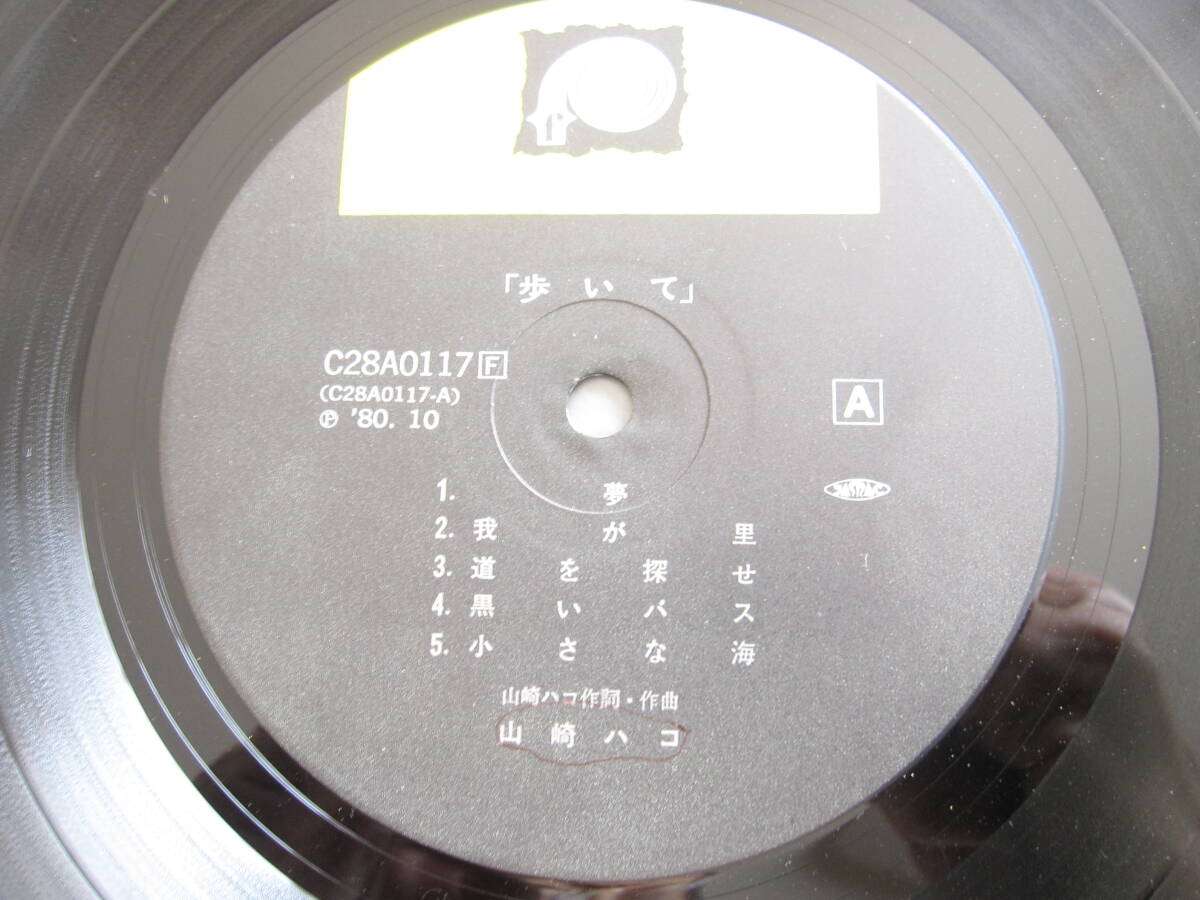 「歩いて」
C28A0117 F
(C28A0117-A)
Ⓟ '80. 10
A
1. 夢
2. 我が里
3. 道を探せ
4. 黒いバス
5. 小さな海
JASRAC
山崎ハコ作詞・作曲
山崎ハコ